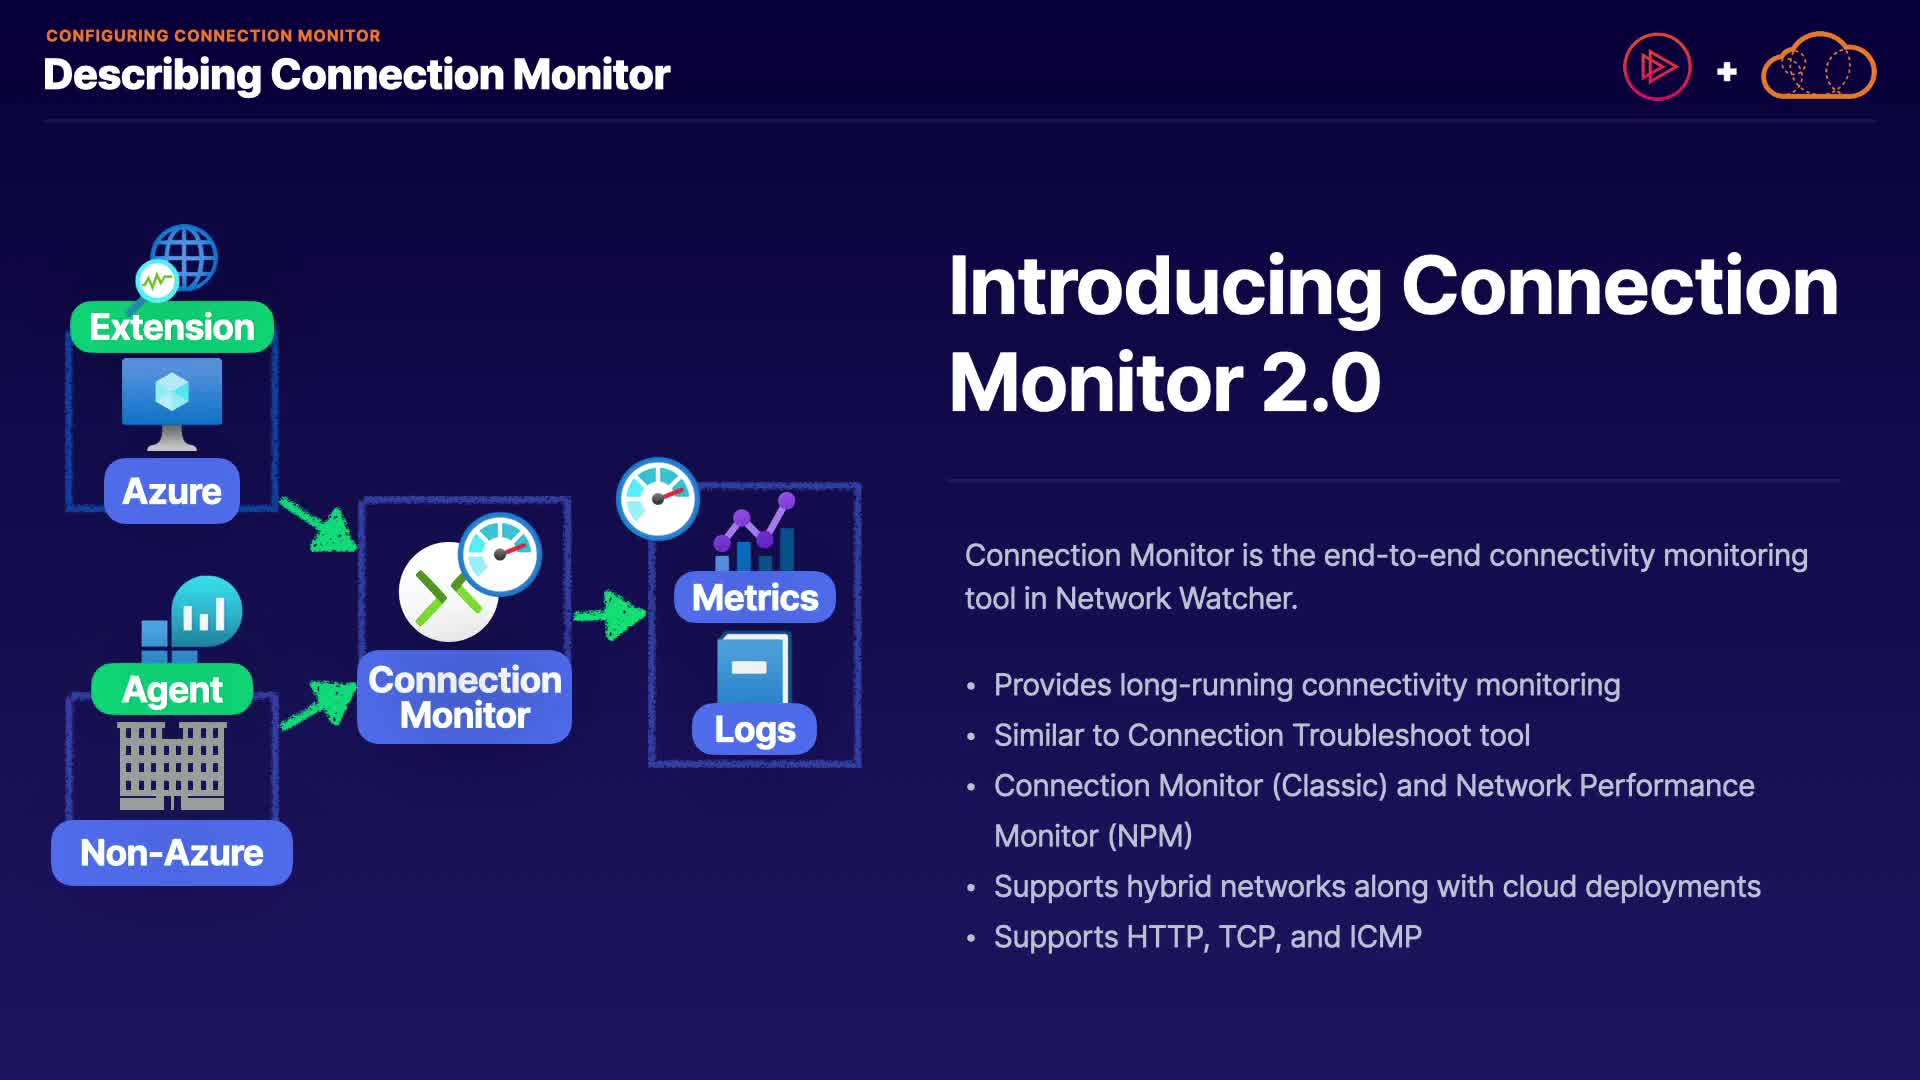 CONFIGURING CONNECTION MONITOR
Describing Connection Monitor
+
Extension
Azure
Agent
Non-Azure
Connection
Monitor
Metrics
Logs
Introducing Connection
Monitor 2.0
Connection Monitor is the end-to-end connectivity monitoring
tool in Network Watcher.
• Provides long-running connectivity monitoring
• Similar to Connection Troubleshoot tool
• Connection Monitor (Classic) and Network Performance
Monitor (NPM)
• Supports hybrid networks along with cloud deployments
• Supports HTTP, TCP, and ICMP